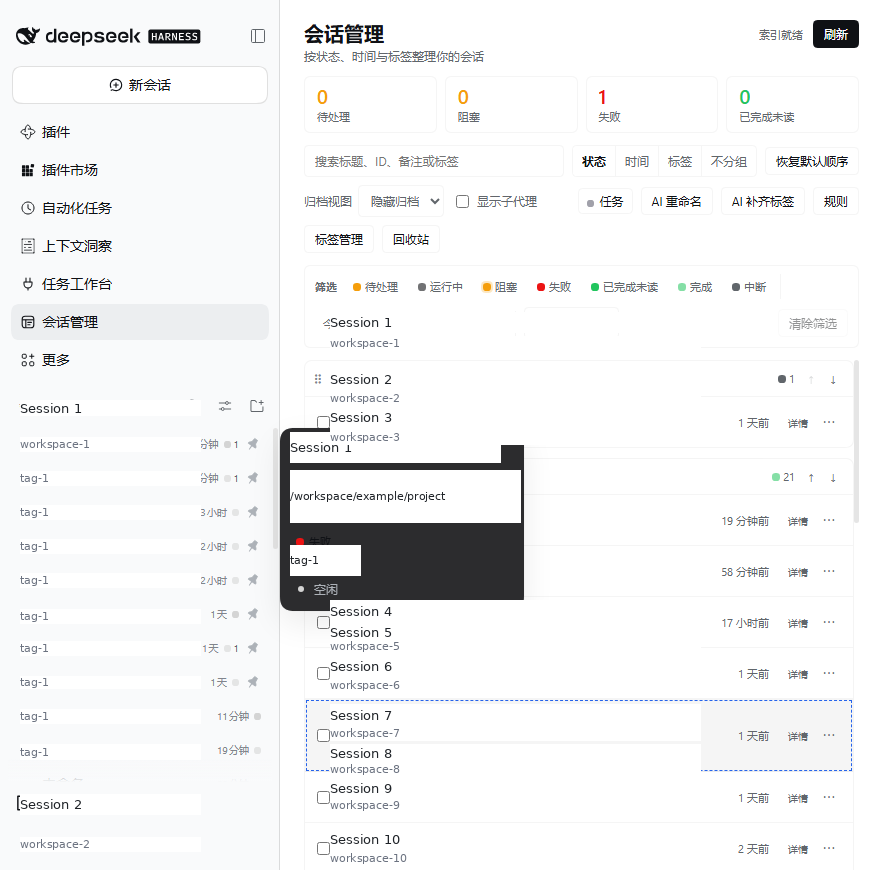 deepseek HARNESS
新会话
插件
插件市场
自动化任务
上下文洞察
任务工作台
会话管理
更多
Session 1
workspace-1 分钟 1
tag-1 分钟 1
tag-1 3小时
tag-1 2小时
tag-1 2小时
tag-1 1天
tag-1 1天 1
tag-1 1天
tag-1 11分钟
tag-1 19分钟
Session 2
workspace-2
会话管理
按状态、时间与标签整理你的会话
索引就绪 刷新
0 0 1 0
待处理 阻塞 失败 已完成未读
搜索标题、ID、备注或标签 状态 时间 标签 不分组 恢复默认顺序
归档视图 隐藏归档 显示子代理 任务 AI 重命名 AI 补齐标签 规则
标签管理 回收站
筛选 待处理 运行中 阻塞 失败 已完成未读 完成 中断
Session 1 清除筛选
workspace-1
Session 2 1 ↑ ↓
workspace-2
Session 3 1 天前 详情 ···
workspace-3
21 ↑ ↓
19 分钟前 详情 ···
58 分钟前 详情 ···
Session 1
/workspace/example/project
失败
tag-1
空闲
Session 4
17 小时前 详情 ···
Session 5
workspace-5
Session 6 1 天前 详情 ···
workspace-6
Session 7
workspace-7 1 天前 详情 ···
Session 8
workspace-8
Session 9 1 天前 详情 ···
workspace-9
Session 10 2 天前 详情 ···
workspace-10